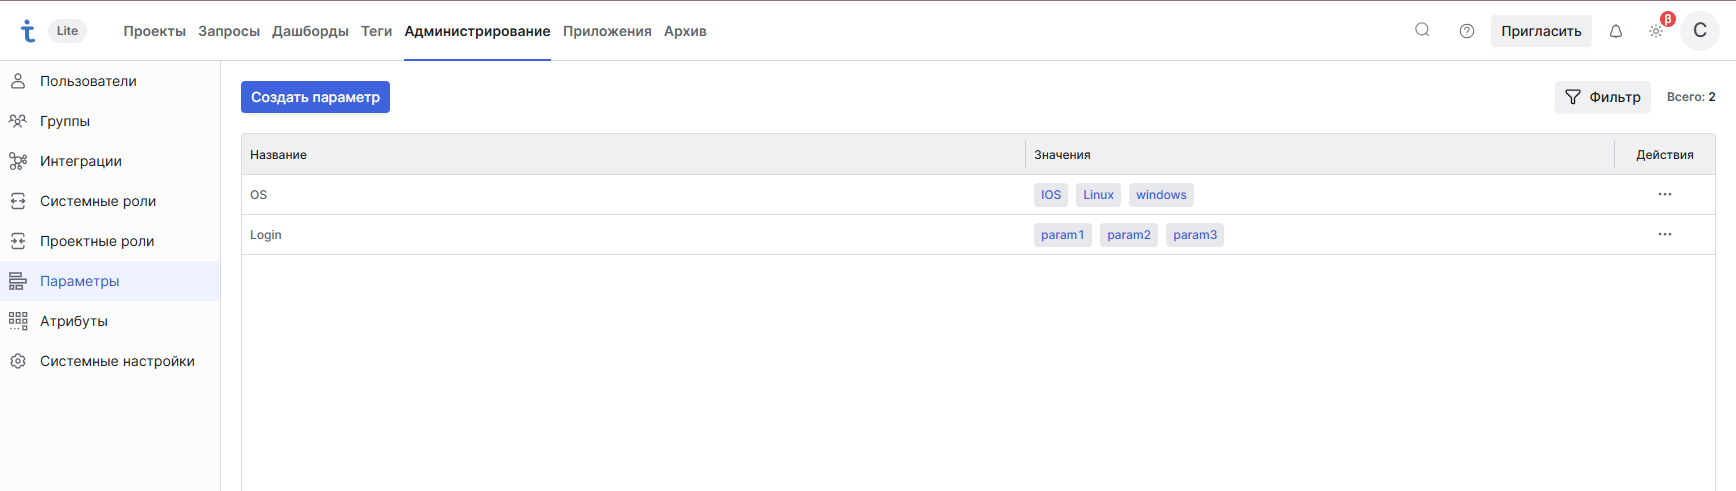 Lite Проекты Запросы Дашборды Теги Администрирование Приложения Архив Пригласить β C
Пользователи
Группы
Интеграции
Системные роли
Проектные роли
Параметры
Атрибуты
Системные настройки
Создать параметр Фильтр Всего: 2
Название Значения Действия
OS IOS Linux windows
Login param1 param2 param3